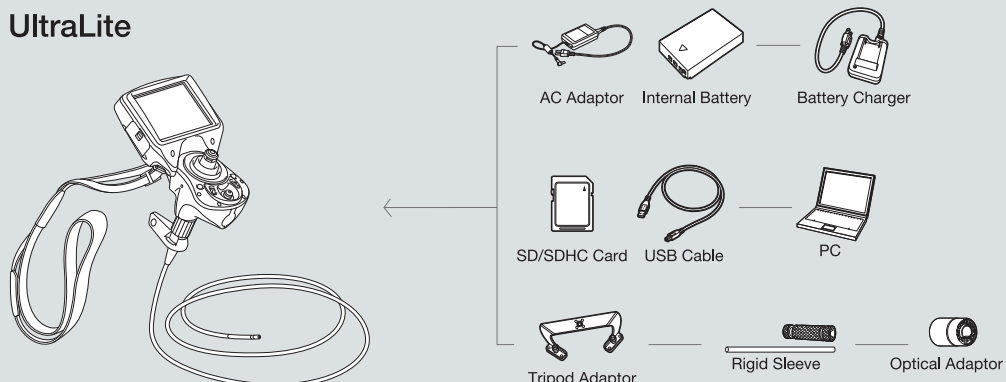 UltraLite
AC Adaptor
Internal Battery
Battery Charger
SD/SDHC Card
USB Cable
PC
Tripod Adaptor
Rigid Sleeve
Optical Adaptor